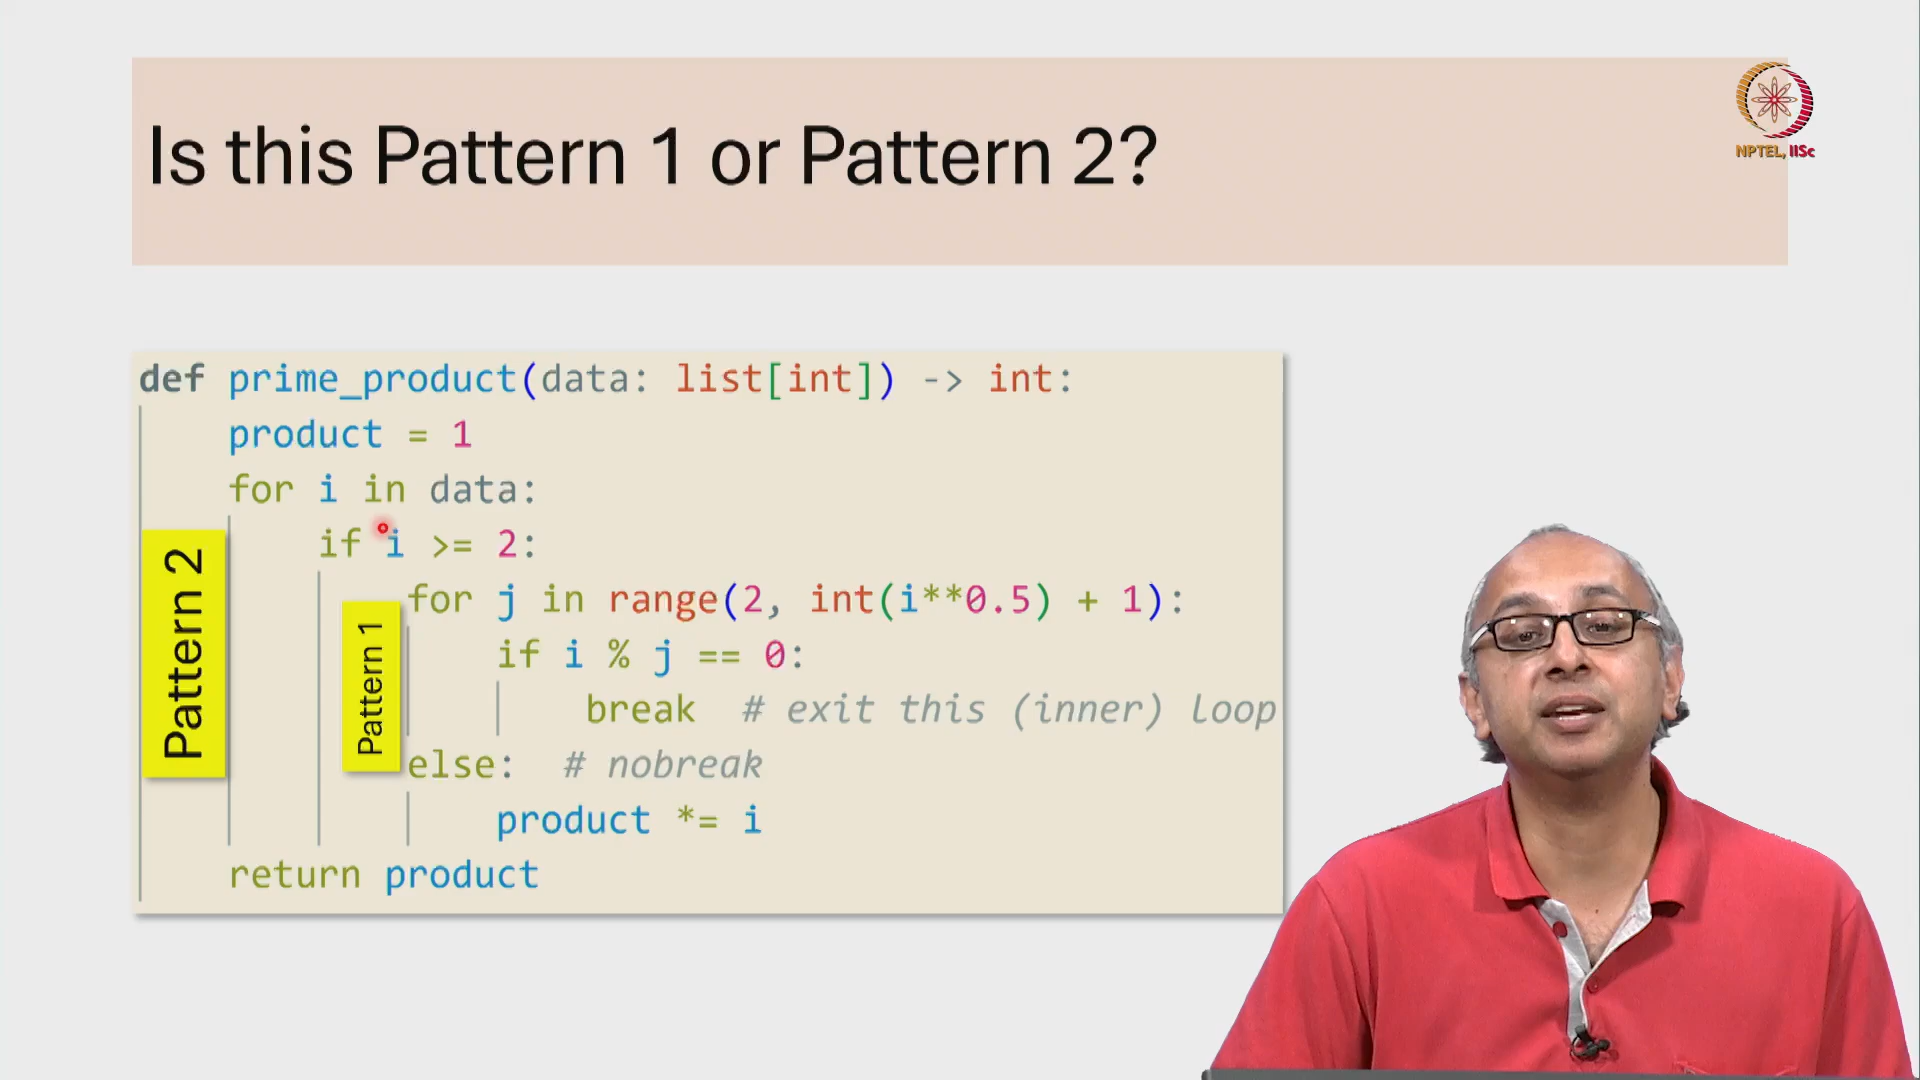 Is this Pattern 1 or Pattern 2?
NPTEL, IISc
def prime_product(data: list[int]) -> int:
product = 1
for i in data:
if i >= 2:
for j in range(2, int(i**0.5) + 1):
if i % j == 0:
break # exit this (inner) loop
else: # nobreak
product *= i
return product
Pattern 2
Pattern 1